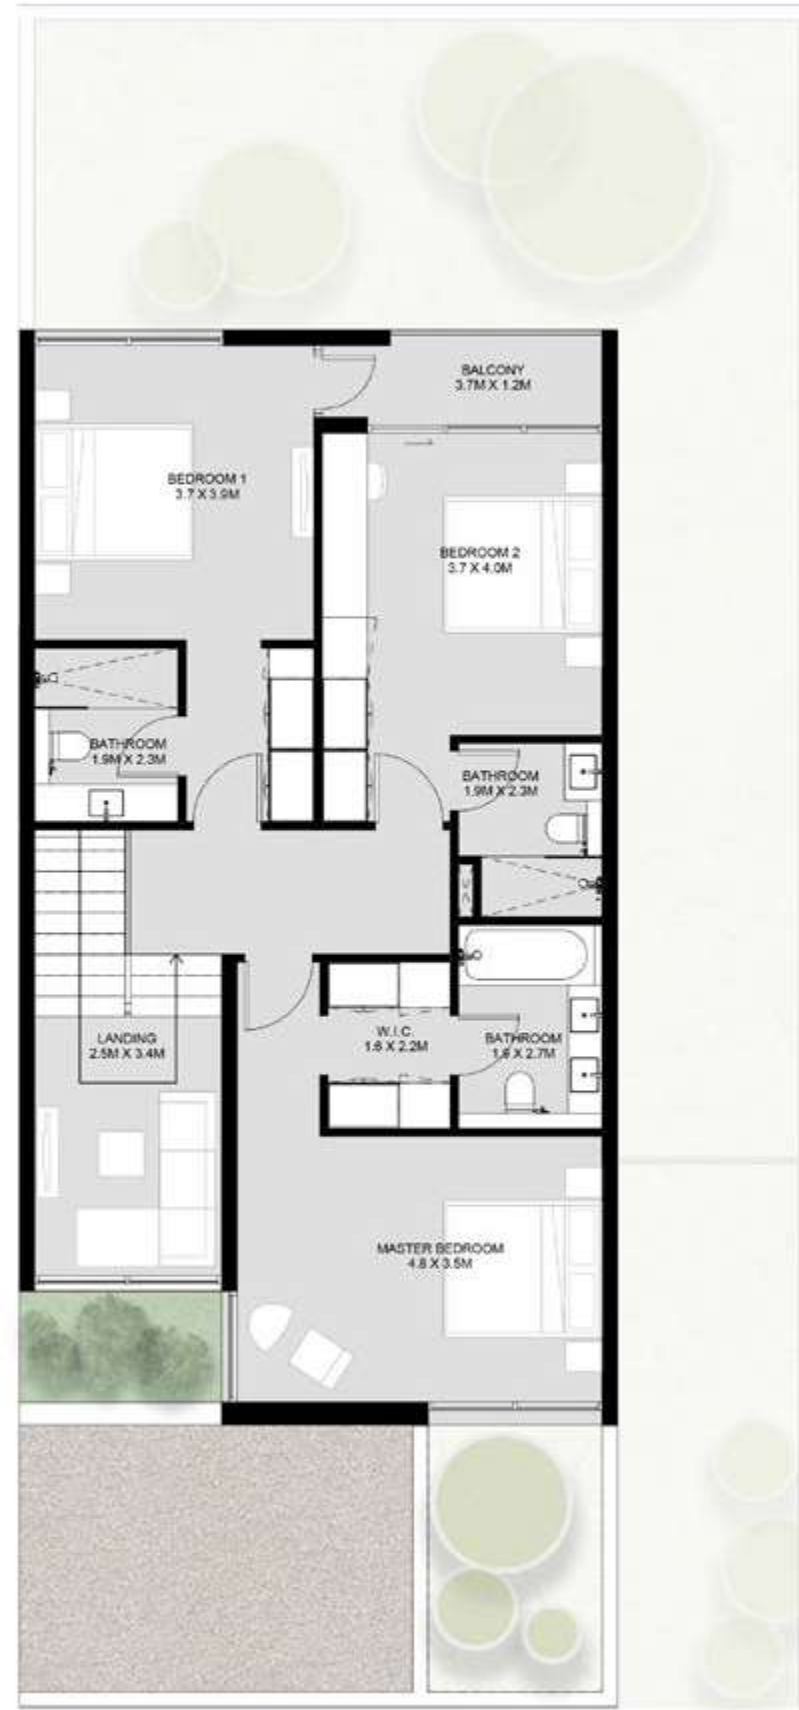 BALCONY
3.7M X 1.2M
BEDROOM 1
3.7 X 3.9M
BEDROOM 2
3.7 X 4.0M
BATHROOM
1.9M X 2.3M
BATHROOM
1.9M X 2.3M
LANDING
2.5M X 3.4M
W.I.C.
1.6 X 2.2M
BATHROOM
1.9 X 2.7M
MASTER BEDROOM
4.8 X 3.5M